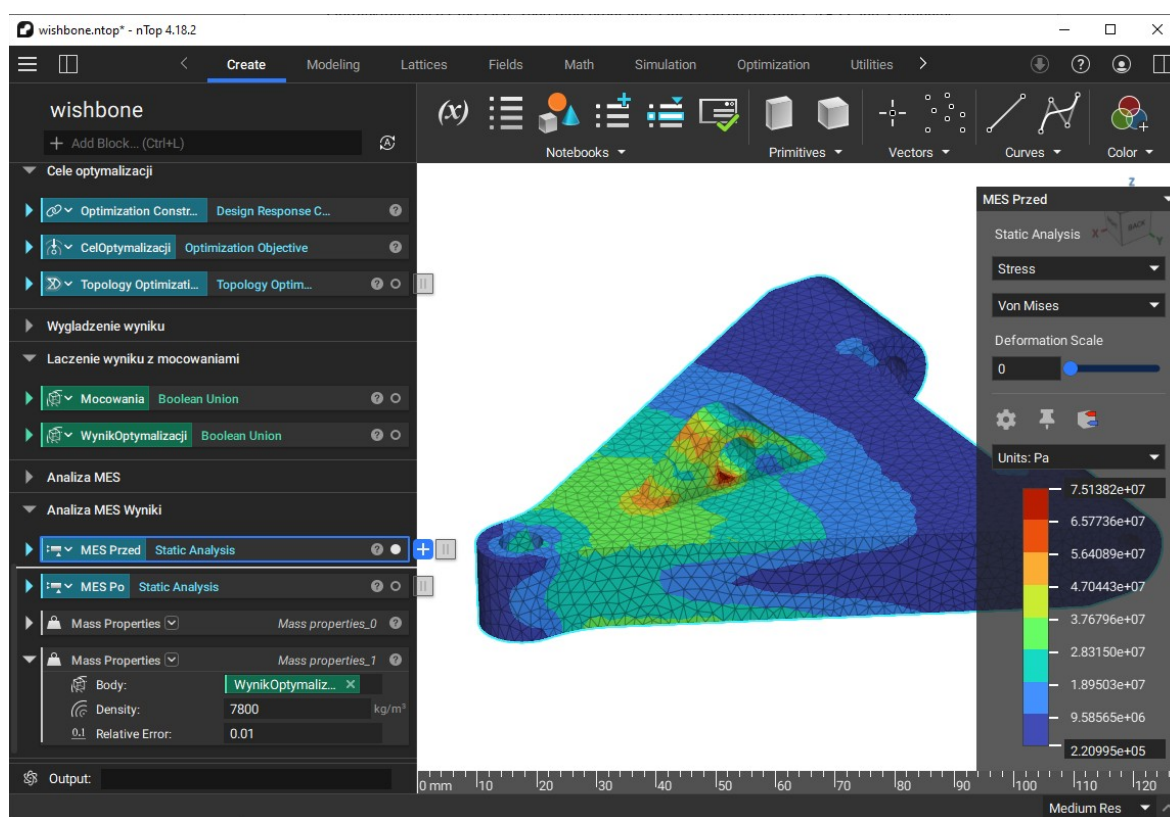 wishbone.ntop* - nTop 4.18.2
Create Modeling Lattices Fields Math Simulation Optimization Utilities
wishbone
Add Block... (Ctrl+L)
(x)
Notebooks Primitives Vectors Curves Color
Cele optymalizacji
Optimization Constr... Design Response C...
CelOptymalizacji Optimization Objective
Topology Optimizati... Topology Optim...
Wygladzenie wyniku
Laczenie wyniku z mocowaniami
Mocowania Boolean Union
WynikOptymalizacji Boolean Union
Analiza MES
Analiza MES Wyniki
MES Przed Static Analysis
MES Po Static Analysis
Mass Properties Mass properties_0
Mass Properties Mass properties_1
Body: WynikOptymaliz... ×
Density: 7800 kg/m³
0.1 Relative Error: 0.01
Output:
z
MES Przed
Static Analysis
X BACK Y
Stress
Von Mises
Deformation Scale
0
Units: Pa
7.51382e+07
6.57736e+07
5.64089e+07
4.70443e+07
3.76796e+07
2.83150e+07
1.89503e+07
9.58565e+06
2.20995e+05
0 mm 10 20 30 40 50 60 70 80 90 100 110 120
Medium Res